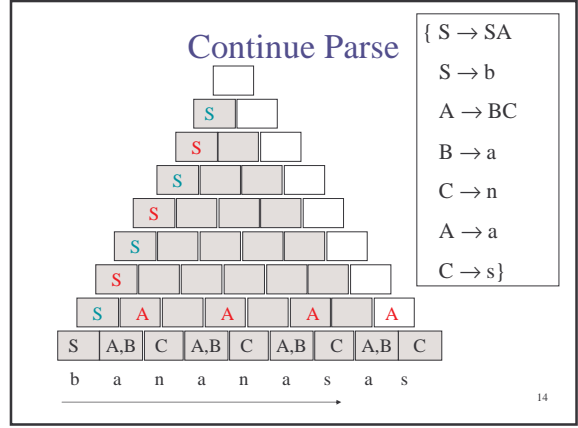 Continue Parse
{ S → SA
S → b
A → BC
B → a
C → n
A → a
C → s}
S
S
S
S
S
S
S A A A A
S A,B C A,B C A,B C A,B C
b a n a n a s a s
14